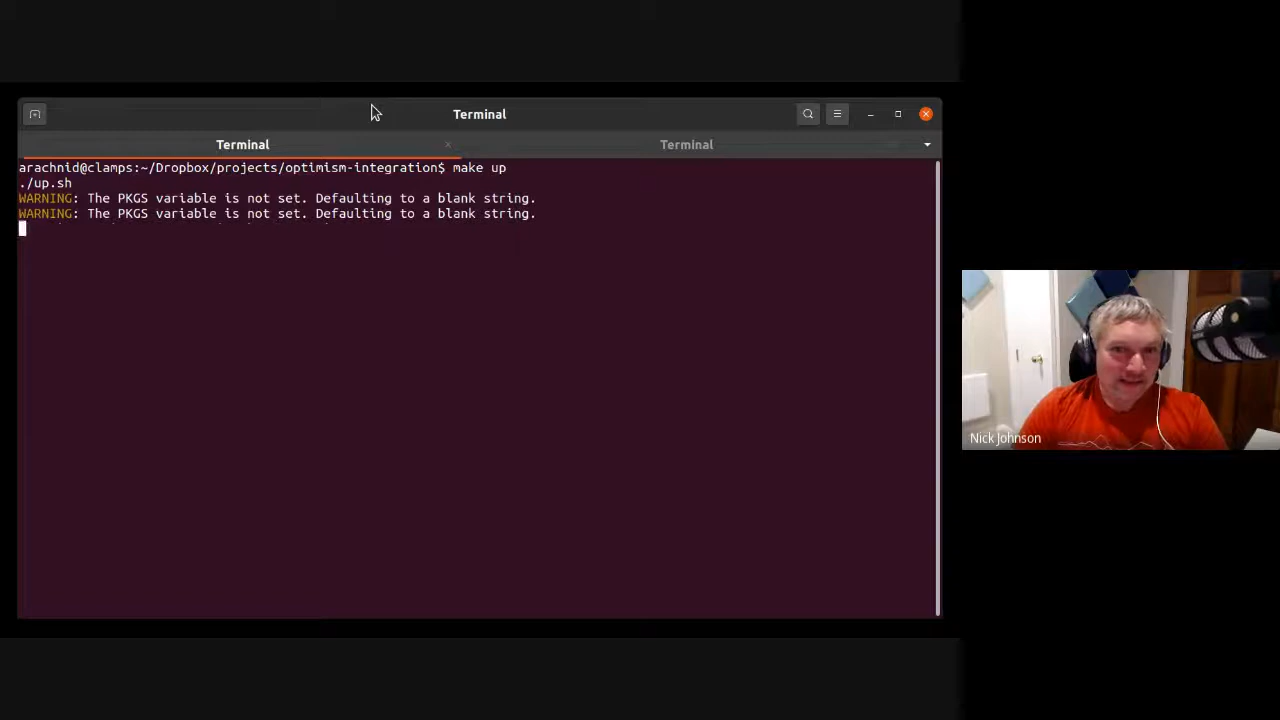 Terminal
Terminal
Terminal
arachnid@clamps:~/Dropbox/projects/optimism-integration$ make up
./up.sh
WARNING: The PKGS variable is not set. Defaulting to a blank string.
WARNING: The PKGS variable is not set. Defaulting to a blank string.
Nick Johnson